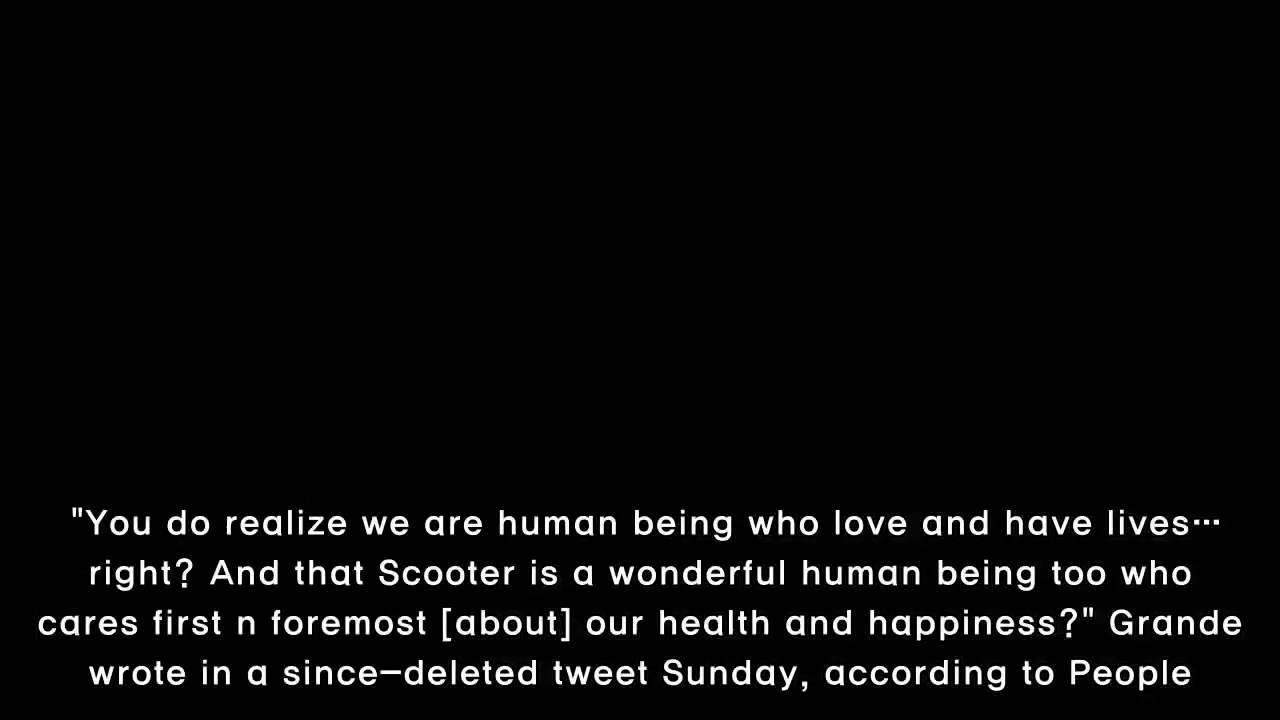 "You do realize we are human being who love and have lives…
right? And that Scooter is a wonderful human being too who
cares first n foremost [about] our health and happiness?" Grande
wrote in a since–deleted tweet Sunday, according to People